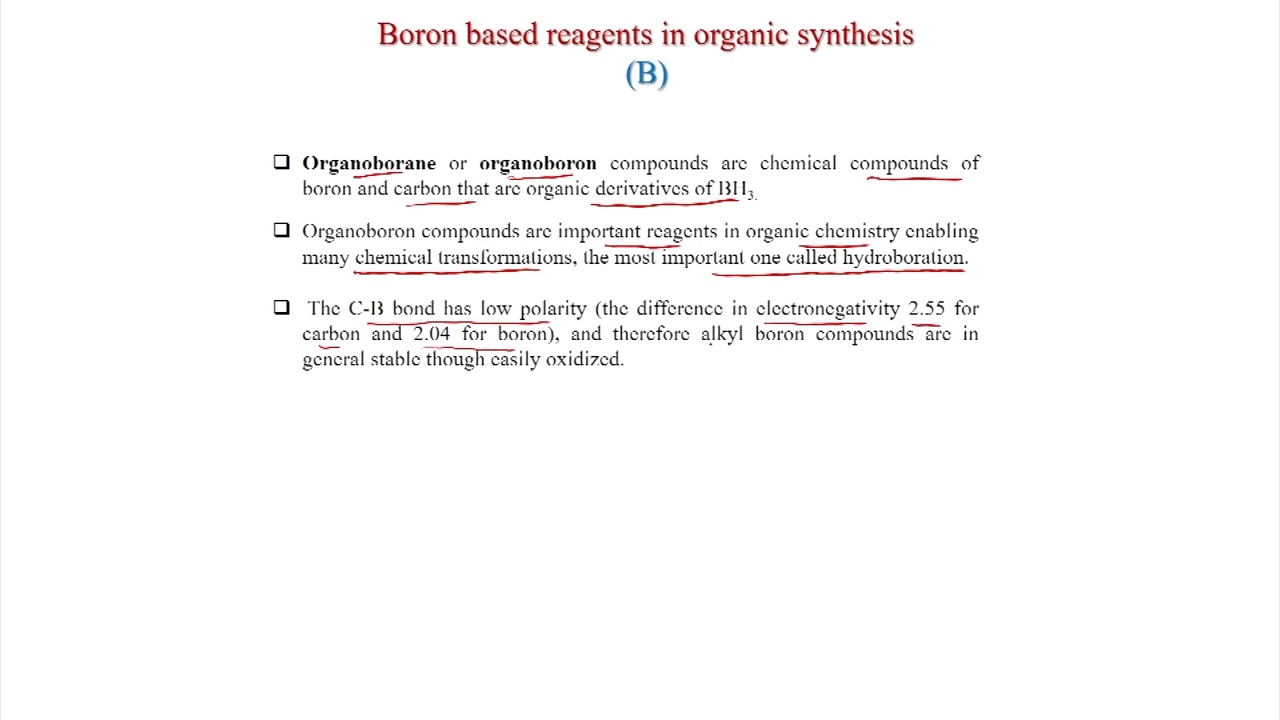 Boron based reagents in organic synthesis
(B)
❑ Organoborane or organoboron compounds are chemical compounds of
boron and carbon that are organic derivatives of BH3.
❑ Organoboron compounds are important reagents in organic chemistry enabling
many chemical transformations, the most important one called hydroboration.
❑ The C-B bond has low polarity (the difference in electronegativity 2.55 for
carbon and 2.04 for boron), and therefore alkyl boron compounds are in
general stable though easily oxidized.